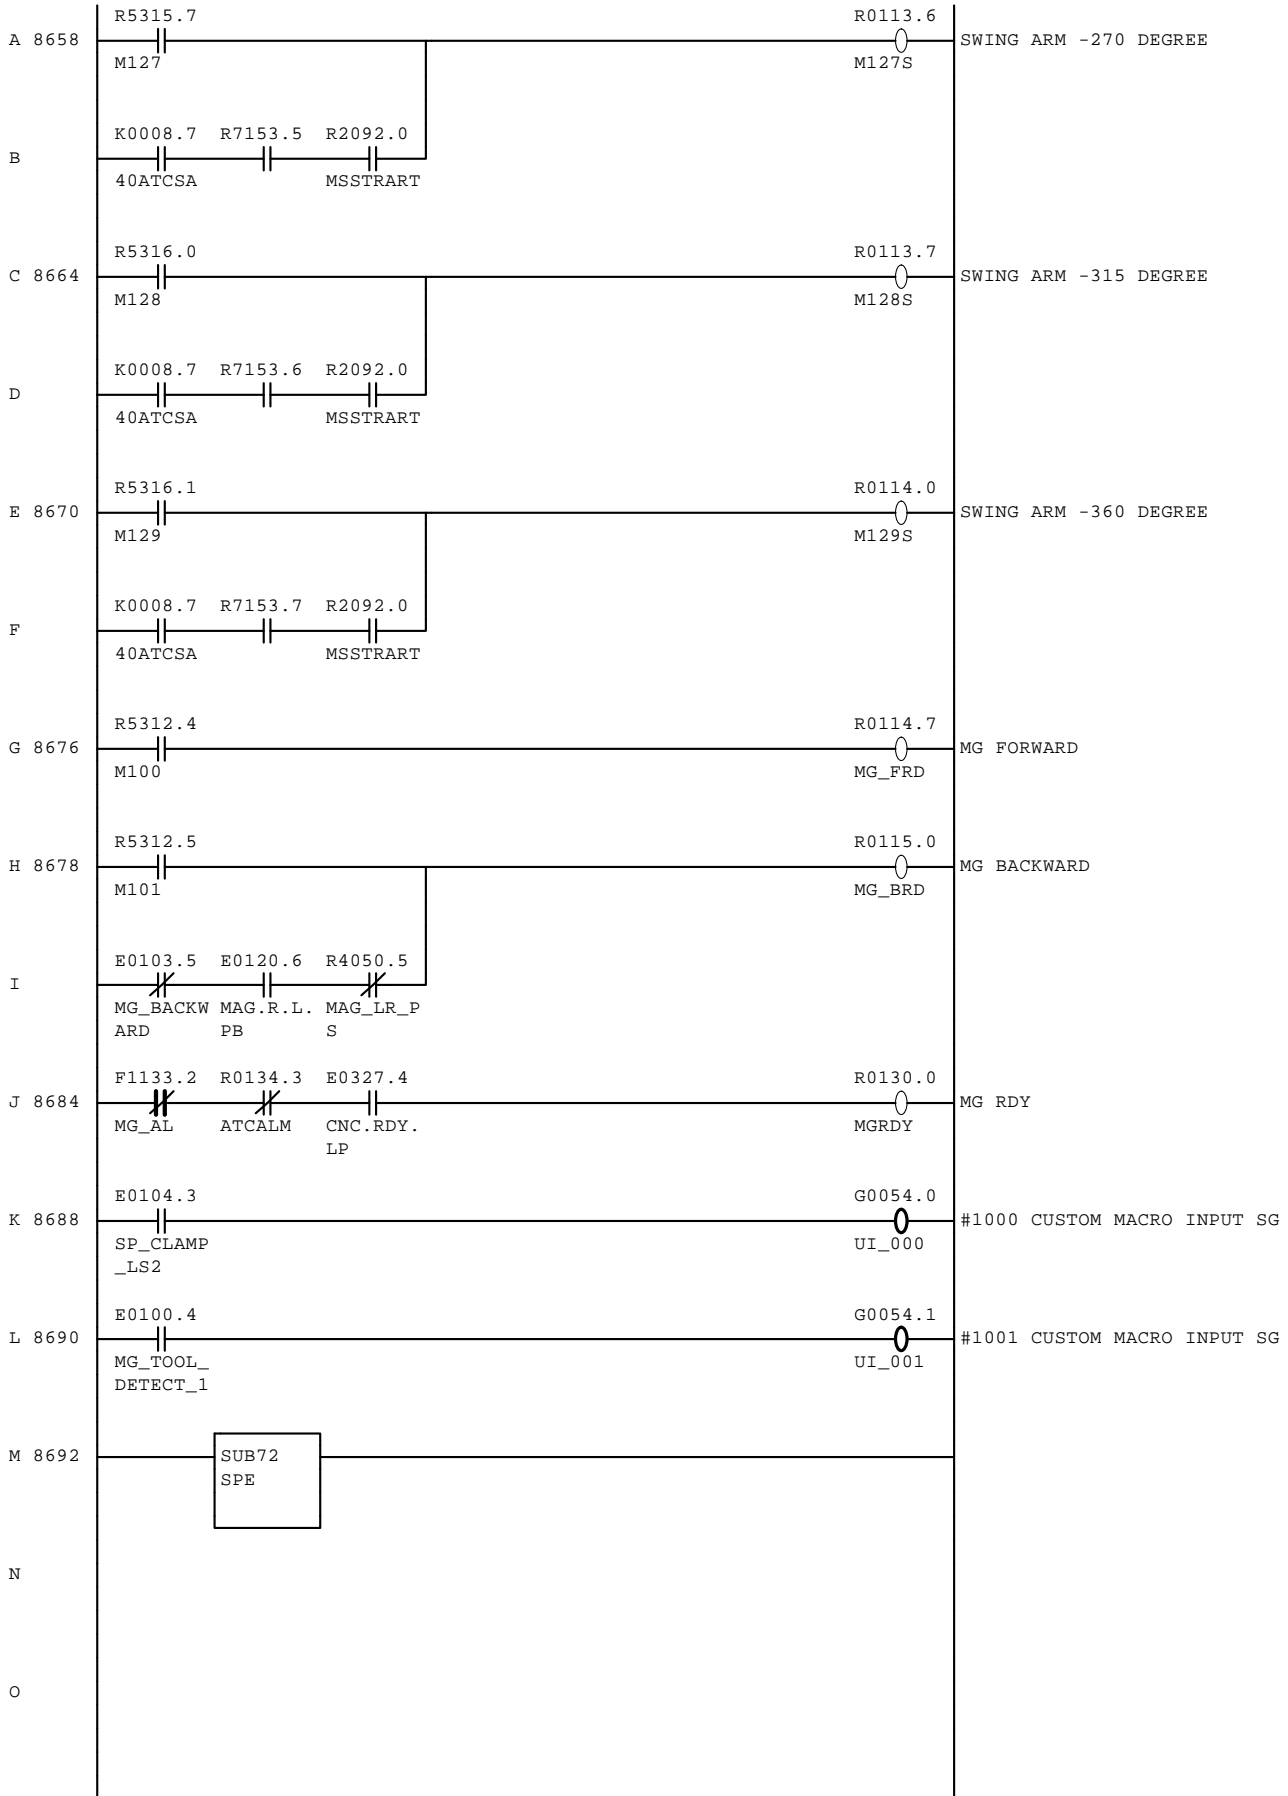 R5315.7 R0113.6
A 8658 SWING ARM -270 DEGREE
M127 M127S
K0008.7 R7153.5 R2092.0
B
40ATCSA MSSTRART
R5316.0 R0113.7
C 8664 SWING ARM -315 DEGREE
M128 M128S
K0008.7 R7153.6 R2092.0
D
40ATCSA MSSTRART
R5316.1 R0114.0
E 8670 SWING ARM -360 DEGREE
M129 M129S
K0008.7 R7153.7 R2092.0
F
40ATCSA MSSTRART
R5312.4 R0114.7
G 8676 MG FORWARD
M100 MG_FRD
R5312.5 R0115.0
H 8678 MG BACKWARD
M101 MG_BRD
E0103.5 E0120.6 R4050.5
I
MG_BACKW MAG.R.L. MAG_LR_P
ARD PB S
F1133.2 R0134.3 E0327.4 R0130.0
J 8684 MG RDY
MG_AL ATCALM CNC.RDY. MGRDY
LP
E0104.3 G0054.0
K 8688 #1000 CUSTOM MACRO INPUT SG
SP_CLAMP UI_000
_LS2
E0100.4 G0054.1
L 8690 #1001 CUSTOM MACRO INPUT SG
MG_TOOL_ UI_001
DETECT_1
M 8692 SUB72
SPE
N
O